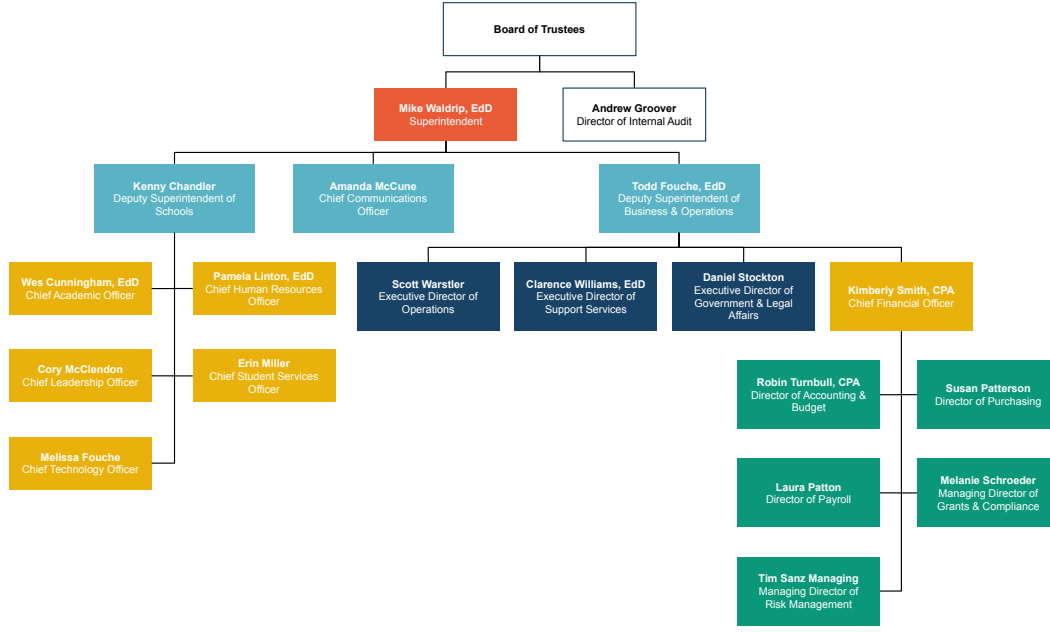 Board of Trustees
Mike Waldrip, EdD
Superintendent
Andrew Groover
Director of Internal Audit
Kenny Chandler
Deputy Superintendent of
Schools
Amanda McCune
Chief Communications
Officer
Todd Fouche, EdD
Deputy Superintendent of
Business & Operations
Wes Cunningham, EdD
Chief Academic Officer
Pamela Linton, EdD
Chief Human Resources
Officer
Scott Warstler
Executive Director of
Operations
Clarence Williams, EdD
Executive Director of
Support Services
Daniel Stockton
Executive Director of
Government & Legal
Affairs
Kimberly Smith, CPA
Chief Financial Officer
Cory McClendon
Chief Leadership Officer
Erin Miller
Chief Student Services
Officer
Robin Turnbull, CPA
Director of Accounting &
Budget
Susan Patterson
Director of Purchasing
Melissa Fouche
Chief Technology Officer
Laura Patton
Director of Payroll
Melanie Schroeder
Managing Director of
Grants & Compliance
Tim Sanz Managing
Managing Director of
Risk Management